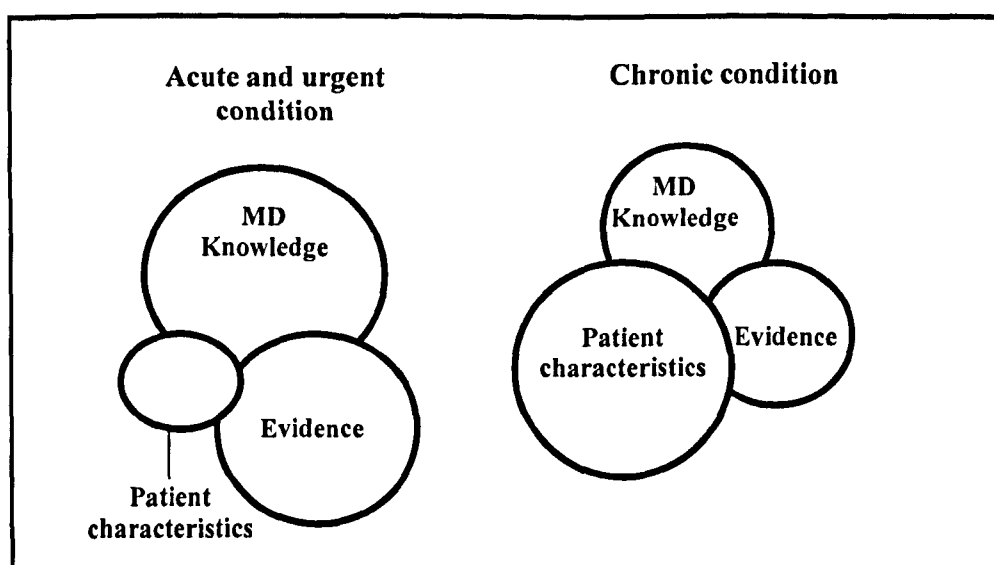 Acute and urgent
condition
MD
Knowledge
Evidence
Patient
characteristics
Chronic condition
MD
Knowledge
Patient
characteristics
Evidence